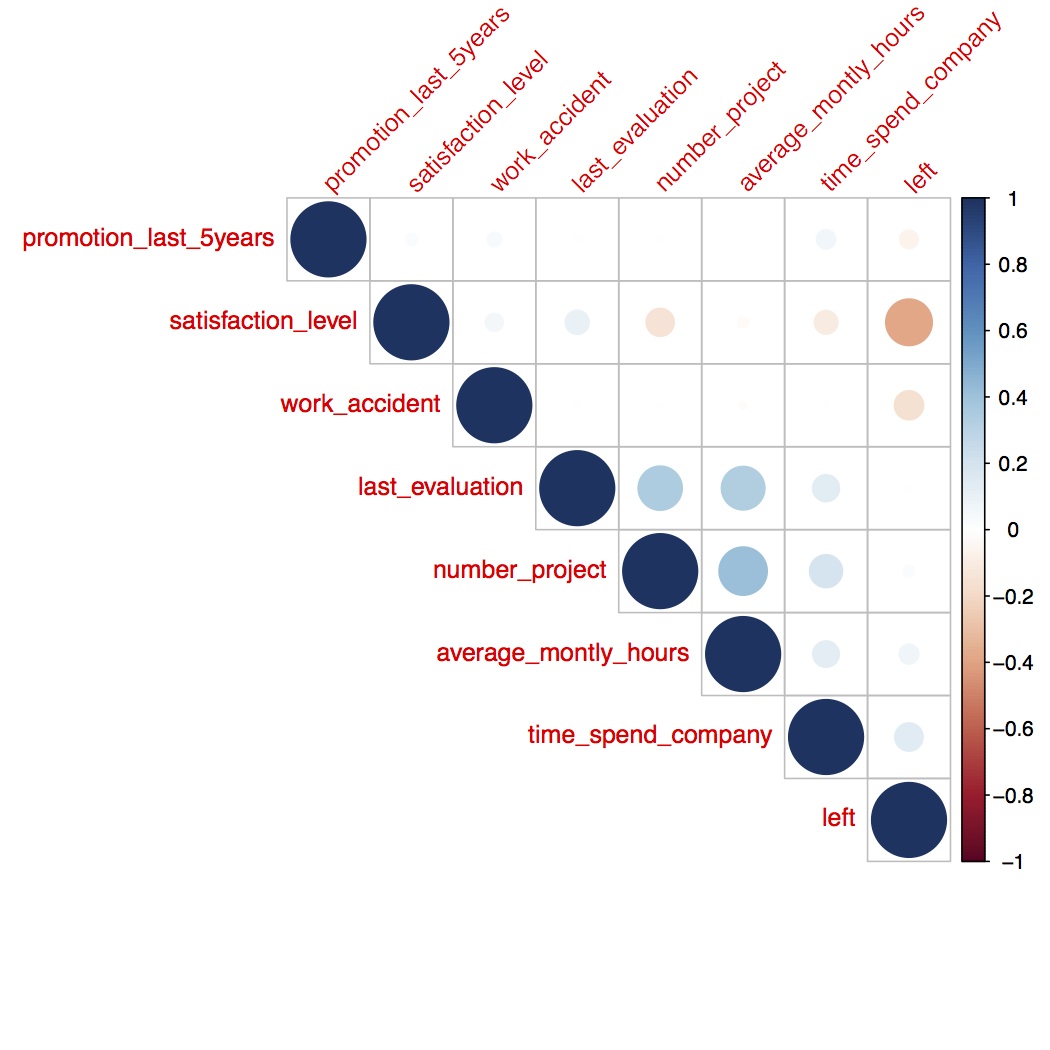 promotion_last_5years
satisfaction_level
work_accident
last_evaluation
number_project
average_montly_hours
time_spend_company
left
promotion_last_5years
satisfaction_level
work_accident
last_evaluation
number_project
average_montly_hours
time_spend_company
left
1
0.8
0.6
0.4
0.2
0
−0.2
−0.4
−0.6
−0.8
−1